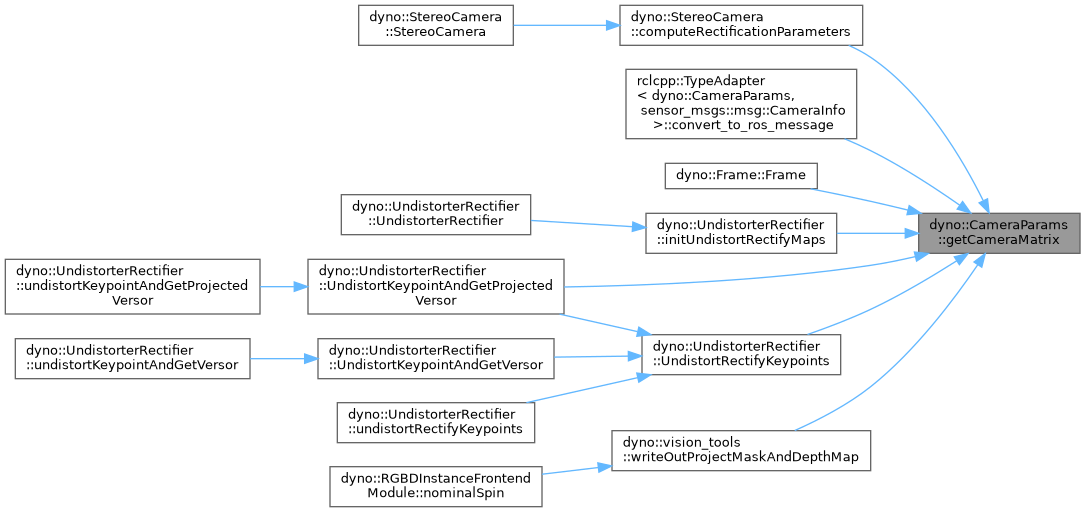 dyno::StereoCamera
::StereoCamera
dyno::StereoCamera
::computeRectificationParameters
rclcpp::TypeAdapter
< dyno::CameraParams,
sensor_msgs::msg::CameraInfo
>::convert_to_ros_message
dyno::Frame::Frame
dyno::UndistorterRectifier
::UndistorterRectifier
dyno::UndistorterRectifier
::initUndistortRectifyMaps
dyno::CameraParams
::getCameraMatrix
dyno::UndistorterRectifier
::undistortKeypointAndGetProjected
Versor
dyno::UndistorterRectifier
::UndistortKeypointAndGetProjected
Versor
dyno::UndistorterRectifier
::undistortKeypointAndGetVersor
dyno::UndistorterRectifier
::UndistortKeypointAndGetVersor
dyno::UndistorterRectifier
::UndistortRectifyKeypoints
dyno::UndistorterRectifier
::undistortRectifyKeypoints
dyno::vision_tools
::writeOutProjectMaskAndDepthMap
dyno::RGBDInstanceFrontend
Module::nominalSpin